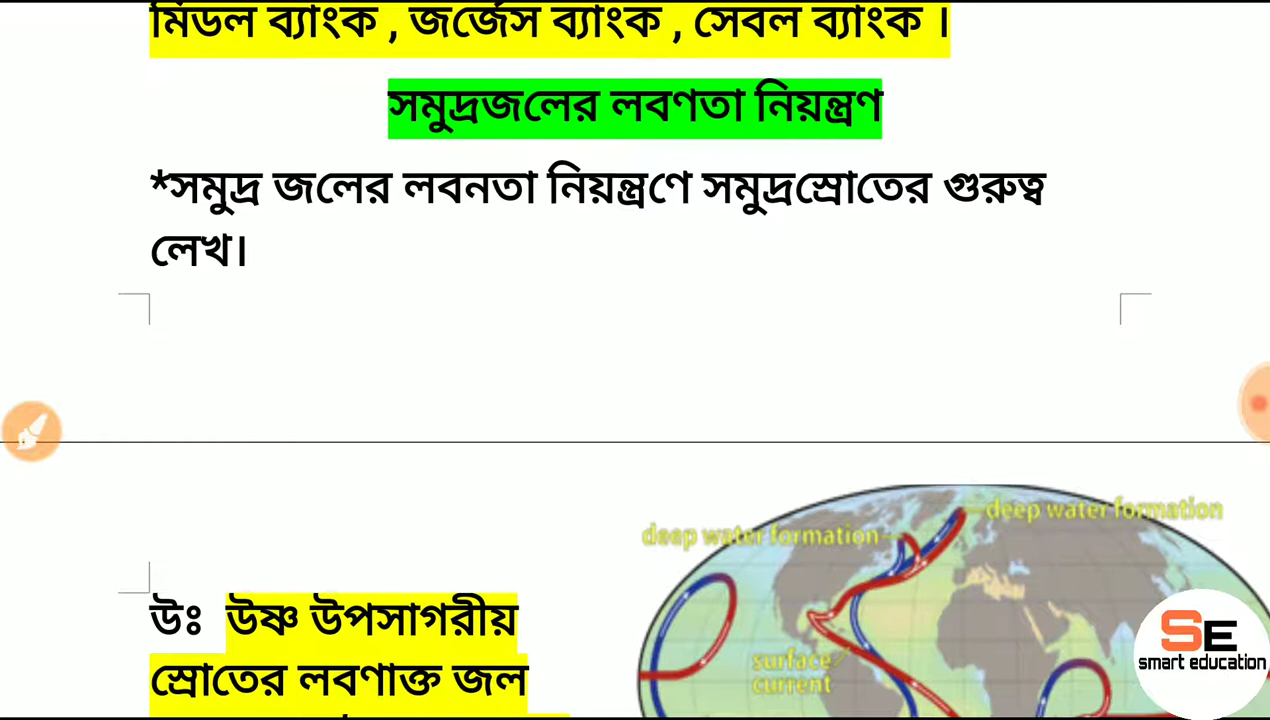 মিডল ব্যাংক , জর্জেস ব্যাংক , সেবল ব্যাংক ।
সমুদ্রজলের লবণতা নিয়ন্ত্রণ
*সমুদ্র জলের লবনতা নিয়ন্ত্রণে সমুদ্রস্রোতের গুরুত্ব
লেখ।
deep water formation
deep water formation
উঃ উষ্ণ উপসাগরীয়
স্রোতের লবণাক্ত জল
surface
current
SE
smart education